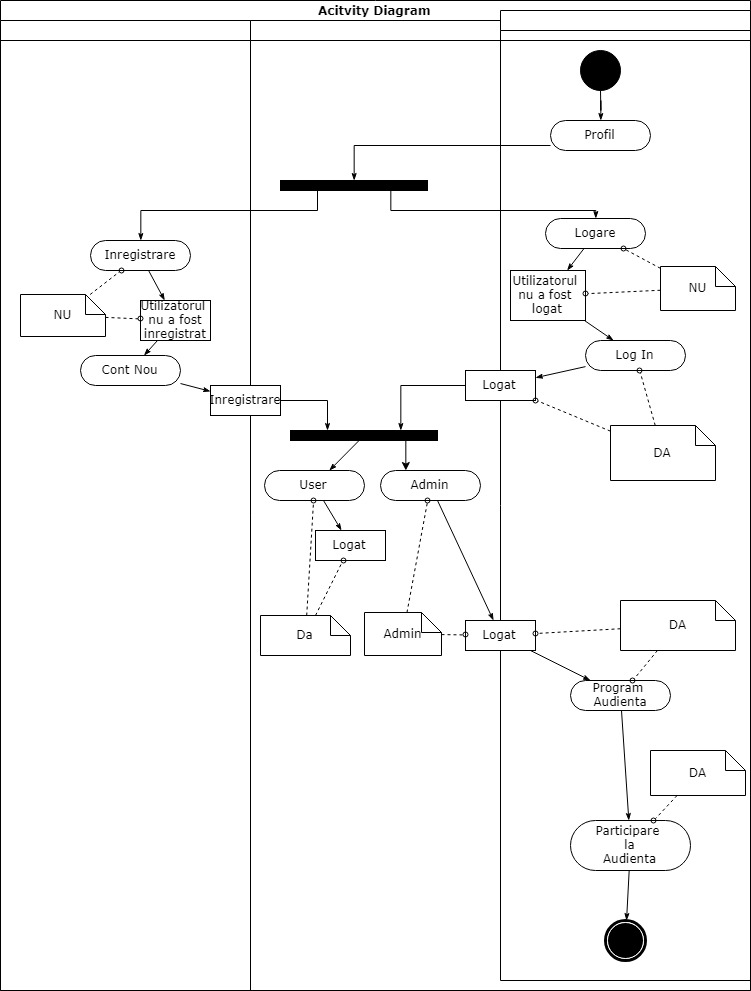 Acitvity Diagram
Profil
Logare
Inregistrare
Utilizatorul
nu a fost
logat
NU
Utilizatorul
nu a fost
inregistrat
NU
Log In
Cont Nou
Logat
Inregistrare
DA
User
Admin
Logat
Da
Admin
Logat
DA
Program
Audienta
DA
Participare
la
Audienta